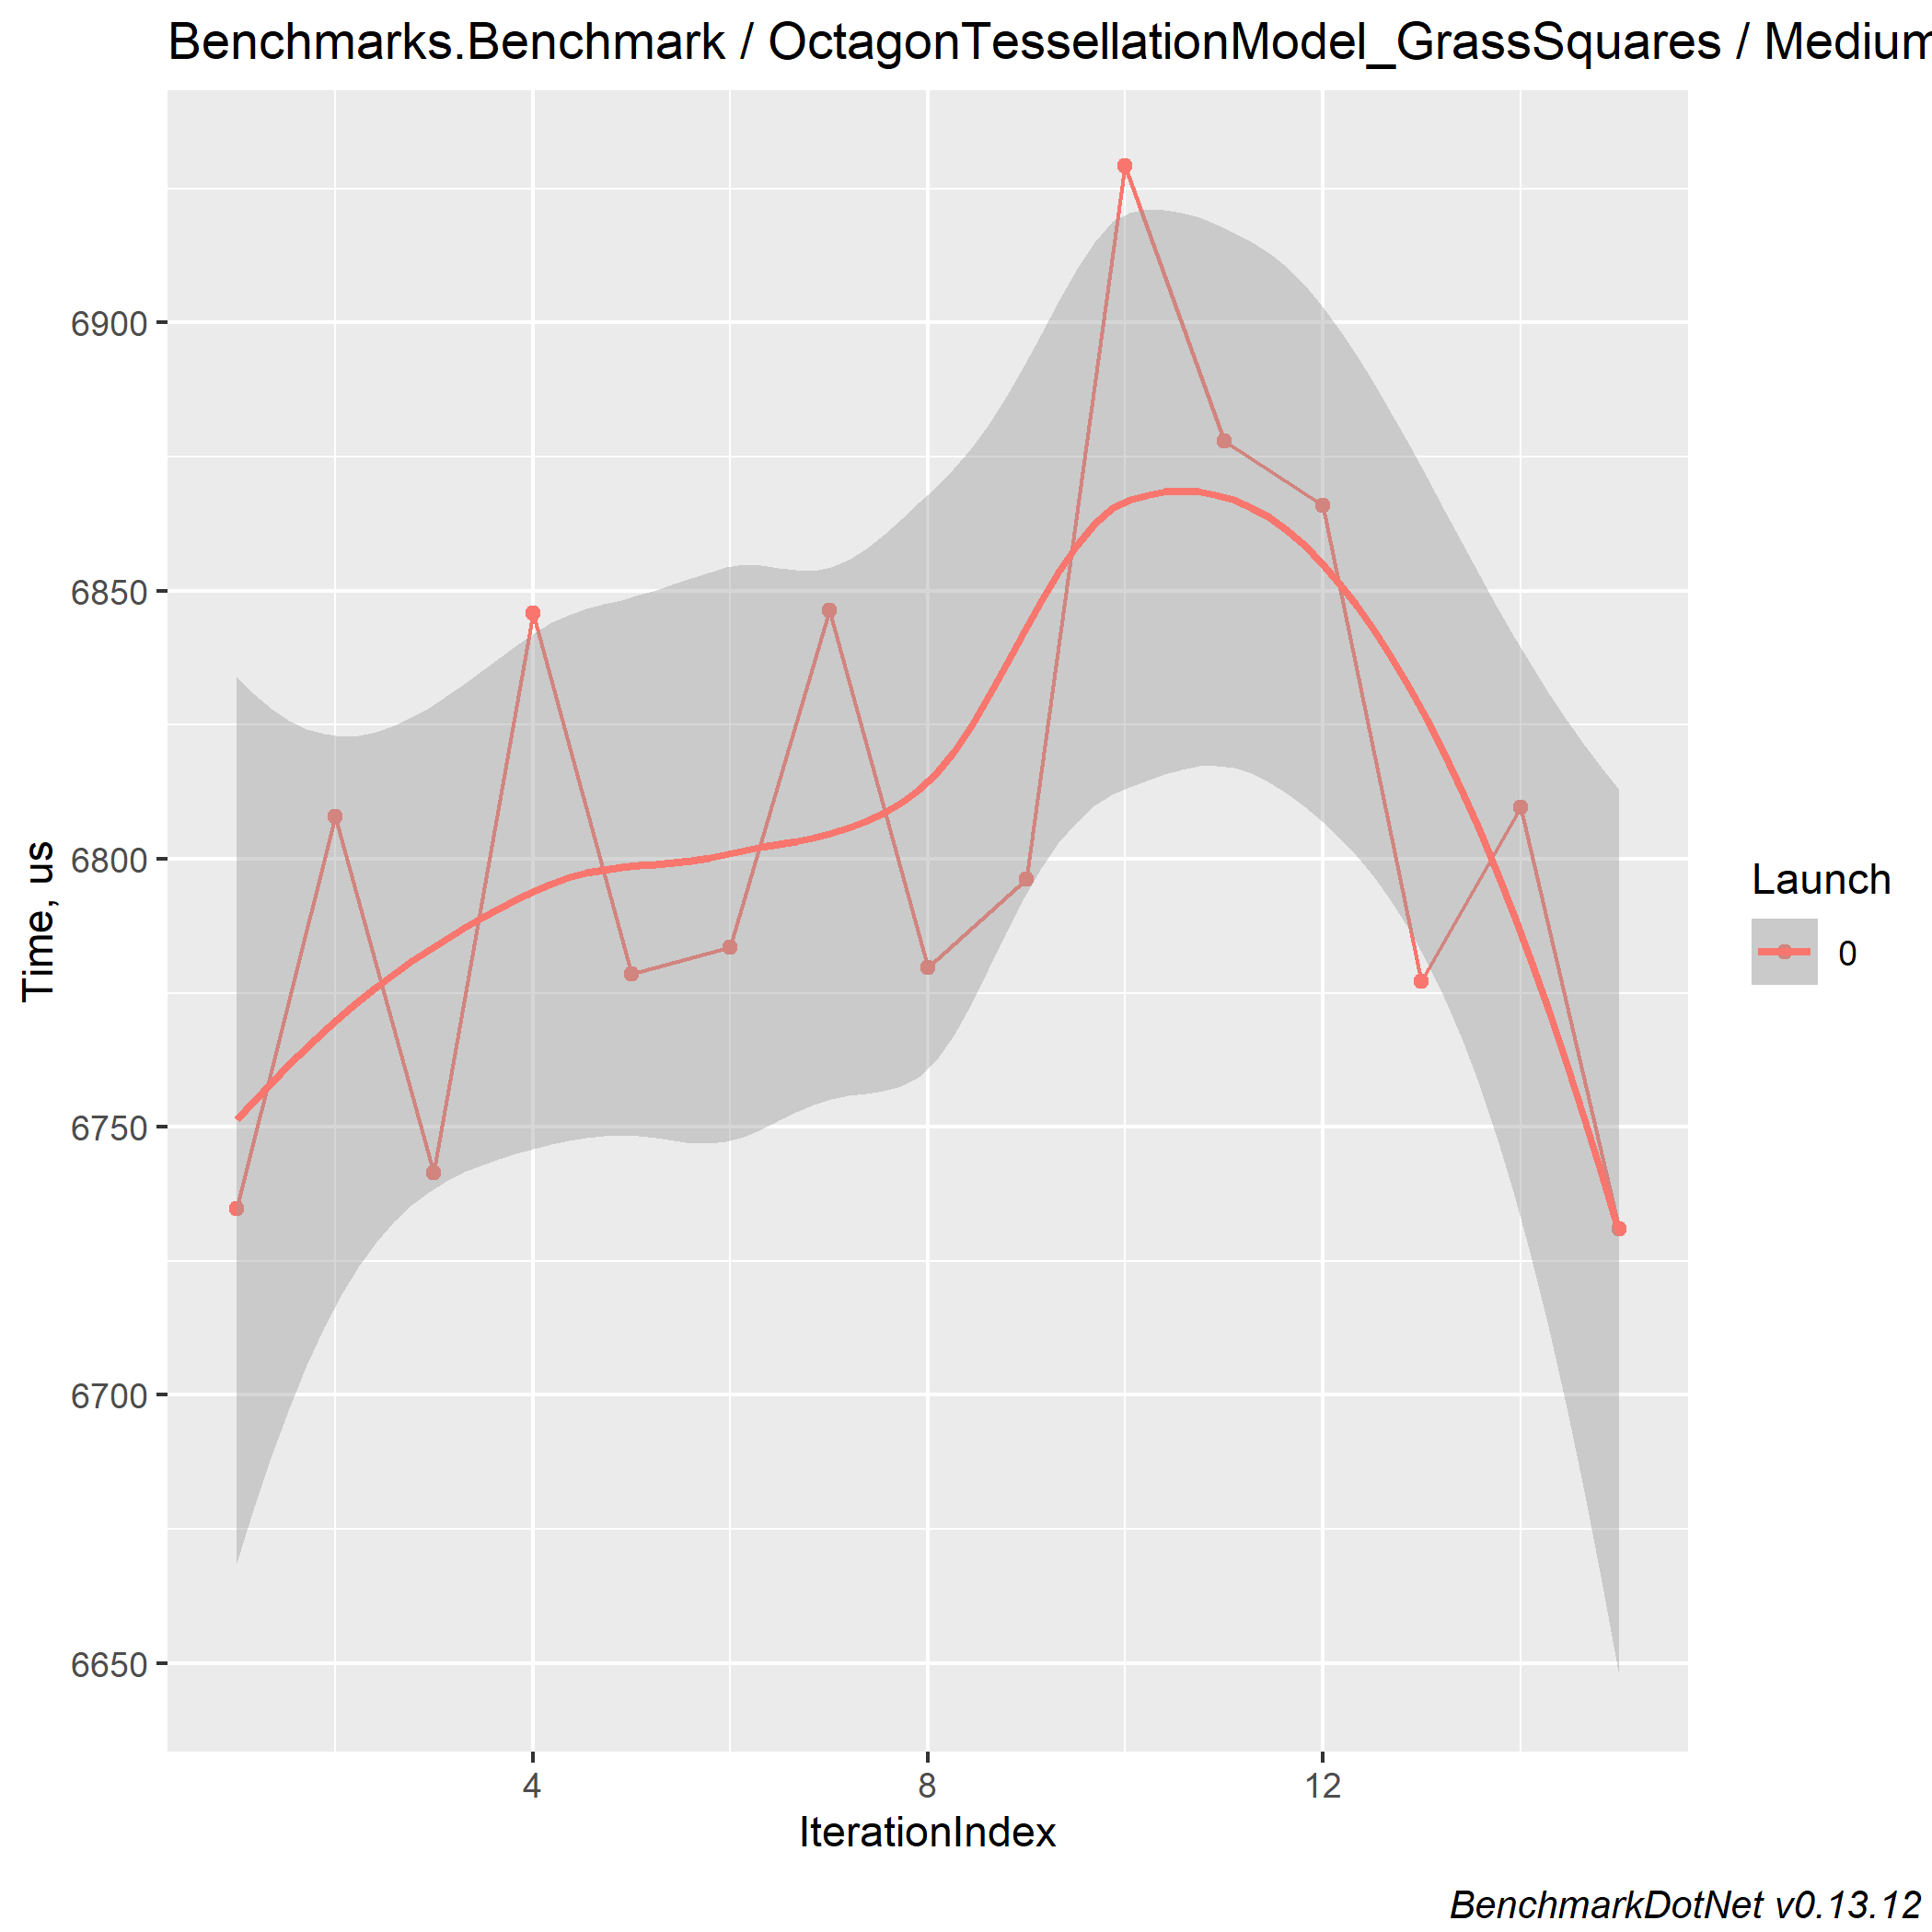 Benchmarks.Benchmark / OctagonTessellationModel_GrassSquares / Medium
Time, us
6900
6850
6800
6750
6700
6650
4
8
12
IterationIndex
Launch
0
BenchmarkDotNet v0.13.12